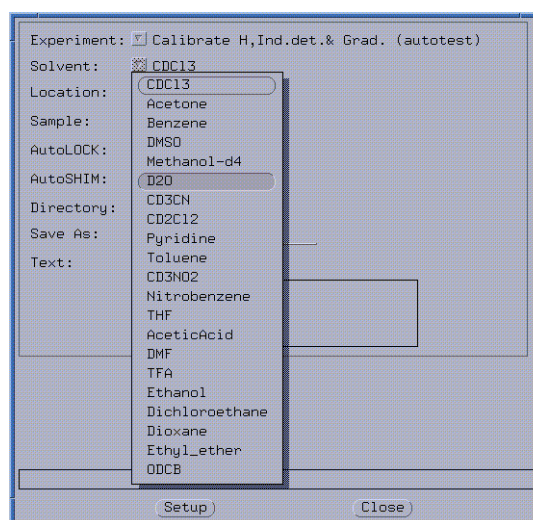 Experiment: Calibrate H,Ind.det.& Grad. (autotest)
Solvent: CDCl3
Location:
Sample:
AutoLOCK:
AutoSHIM:
Directory:
Save As:
Text:
CDCl3
Acetone
Benzene
DMSO
Methanol-d4
D2O
CD3CN
CD2Cl2
Pyridine
Toluene
CD3NO2
Nitrobenzene
THF
AceticAcid
DMF
TFA
Ethanol
Dichloroethane
Dioxane
Ethyl_ether
ODCB
Setup Close